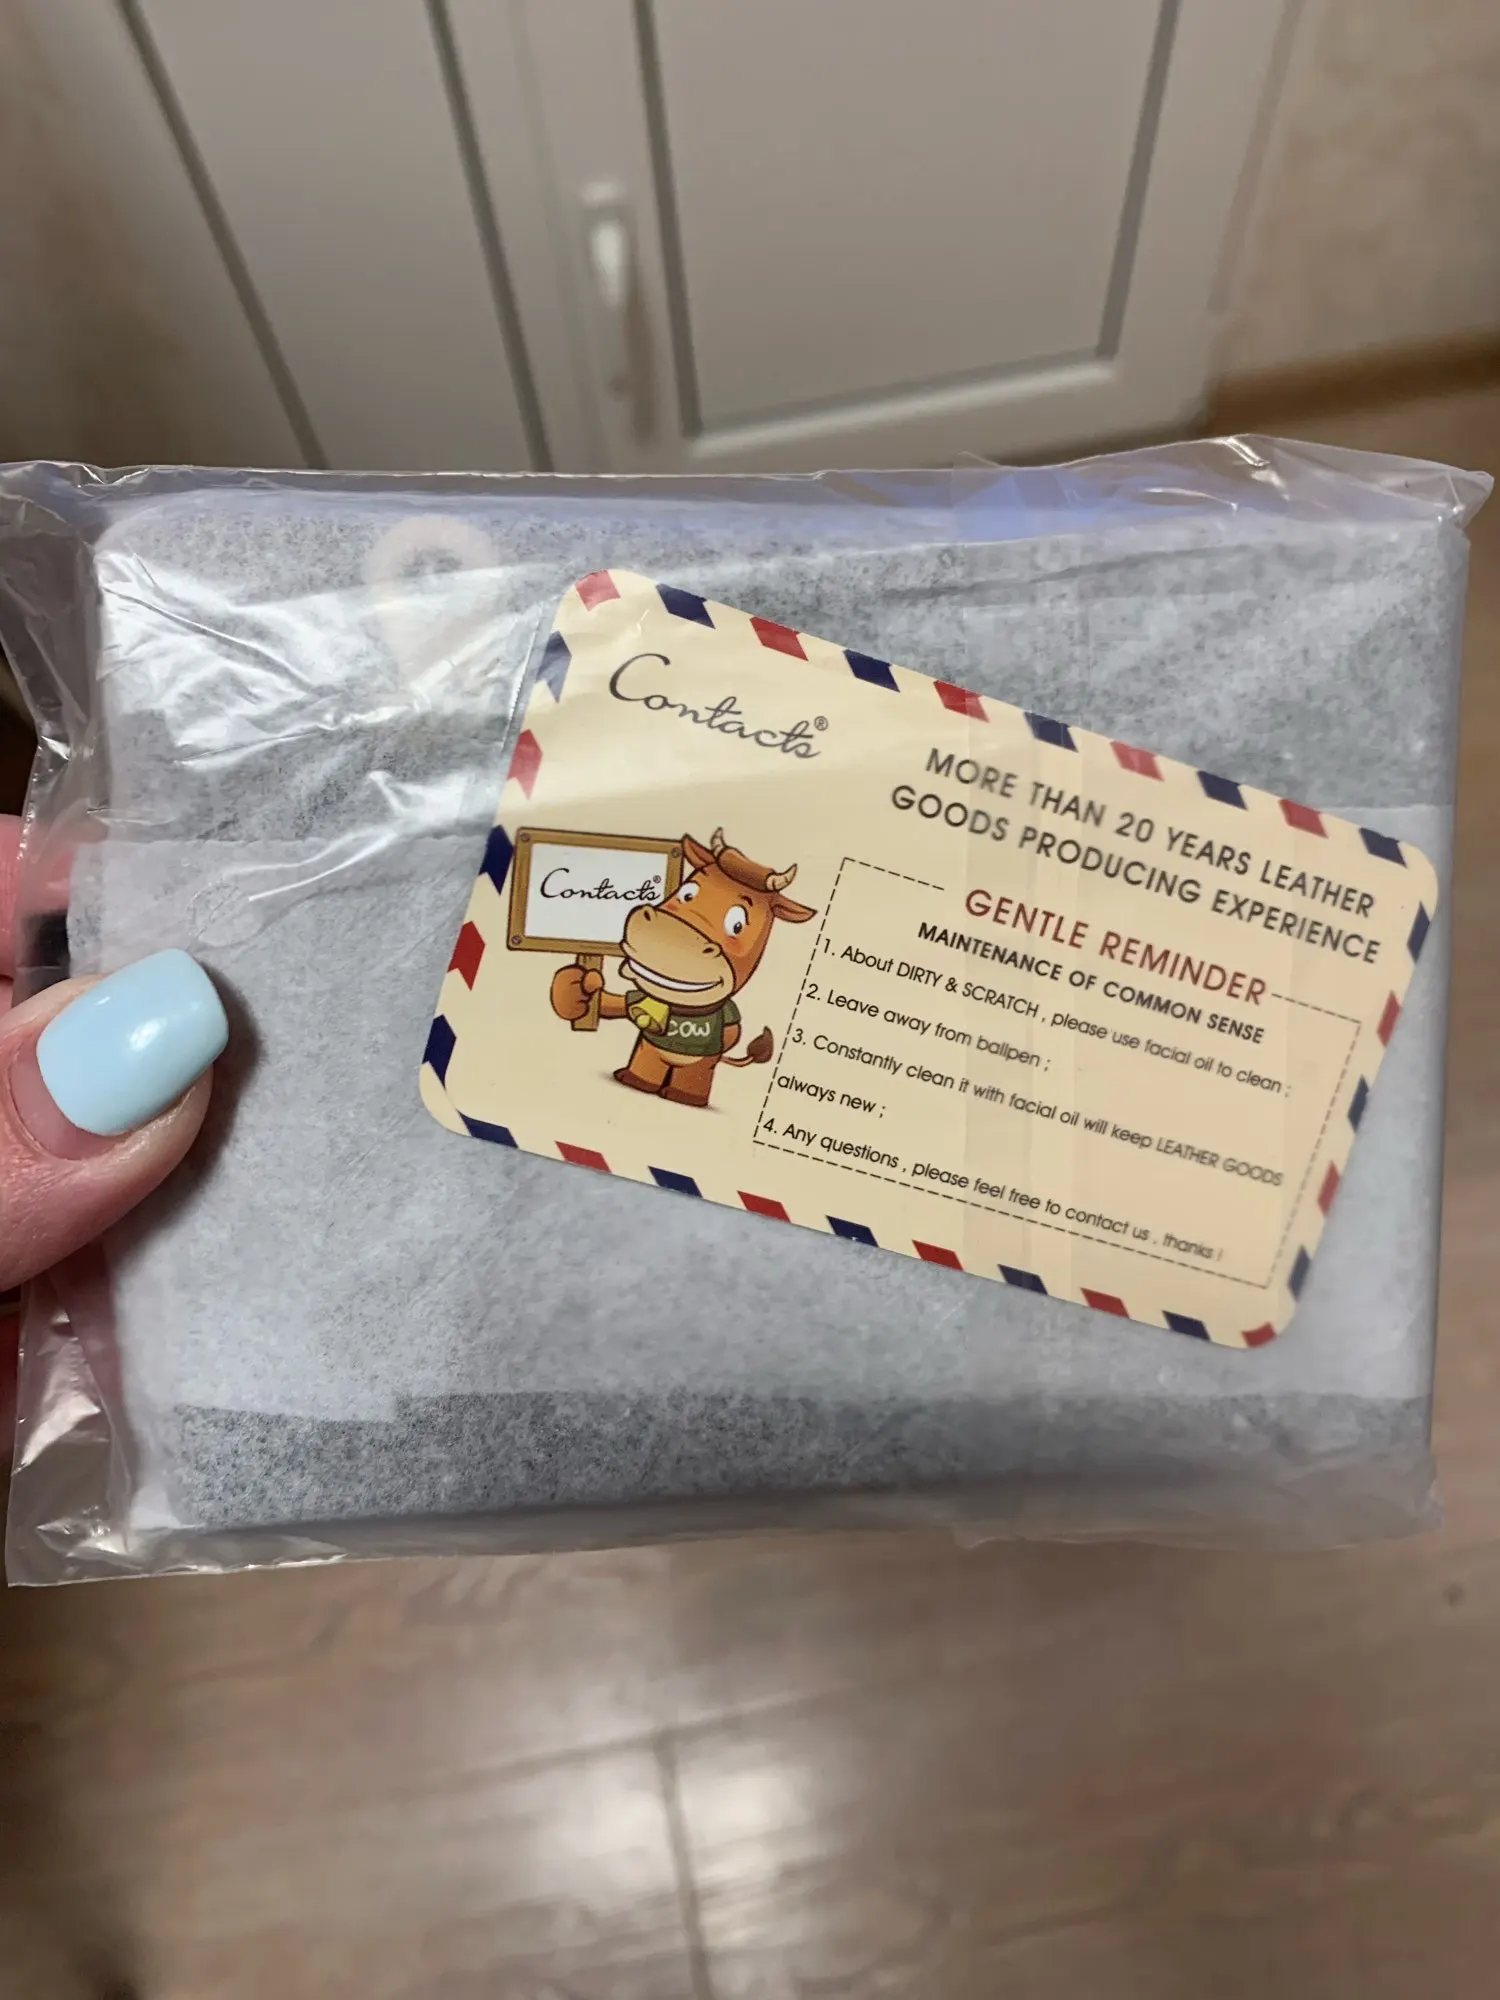 Contacts®
MORE THAN 20 YEARS LEATHER
GOODS PRODUCING EXPERIENCE
Contacts®
COW
GENTLE REMINDER
MAINTENANCE OF COMMON SENSE
1. About DIRTY & SCRATCH , please use facial oil to clean ;
2. Leave away from ballpen ;
3. Constantly clean it with facial oil will keep LEATHER GOODS
always new ;
4. Any questions , please feel free to contact us , thanks !